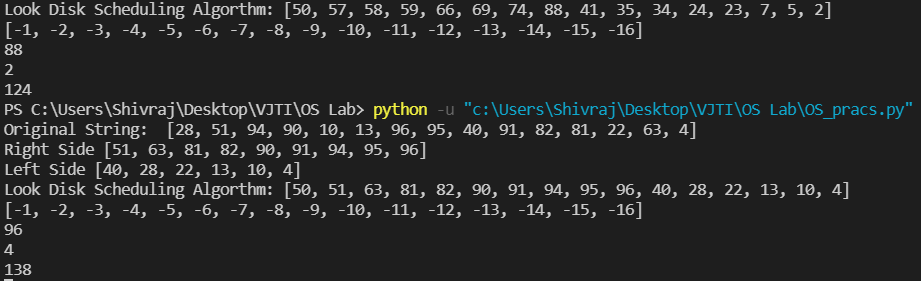 Look Disk Scheduling Algorthm: [50, 57, 58, 59, 66, 69, 74, 88, 41, 35, 34, 24, 23, 7, 5, 2]
[-1, -2, -3, -4, -5, -6, -7, -8, -9, -10, -11, -12, -13, -14, -15, -16]
88
2
124
PS C:\Users\Shivraj\Desktop\VJTI\OS Lab> python -u "c:\Users\Shivraj\Desktop\VJTI\OS Lab\OS_pracs.py"
Original String:  [28, 51, 94, 90, 10, 13, 96, 95, 40, 91, 82, 81, 22, 63, 4]
Right Side [51, 63, 81, 82, 90, 91, 94, 95, 96]
Left Side [40, 28, 22, 13, 10, 4]
Look Disk Scheduling Algorthm: [50, 51, 63, 81, 82, 90, 91, 94, 95, 96, 40, 28, 22, 13, 10, 4]
[-1, -2, -3, -4, -5, -6, -7, -8, -9, -10, -11, -12, -13, -14, -15, -16]
96
4
138